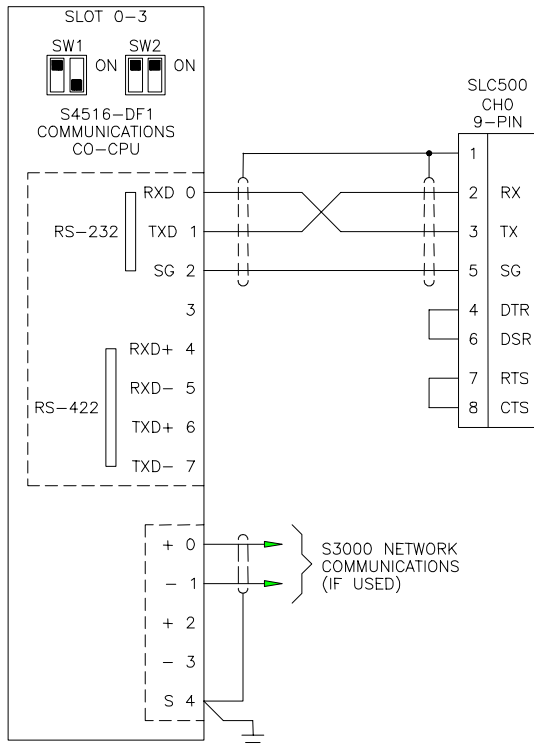 SLOT 0-3
SW1 SW2
ON ON
S4516-DF1
COMMUNICATIONS
CO-CPU
SLC500
CH0
9-PIN
1
RXD 0
2 RX
RS-232
TXD 1
3 TX
SG 2
5 SG
3
4 DTR
RXD+ 4
6 DSR
RXD- 5
7 RTS
RS-422
8 CTS
TXD+ 6
TXD- 7
+ 0
- 1
+ 2
- 3
S 4
S3000 NETWORK
COMMUNICATIONS
(IF USED)